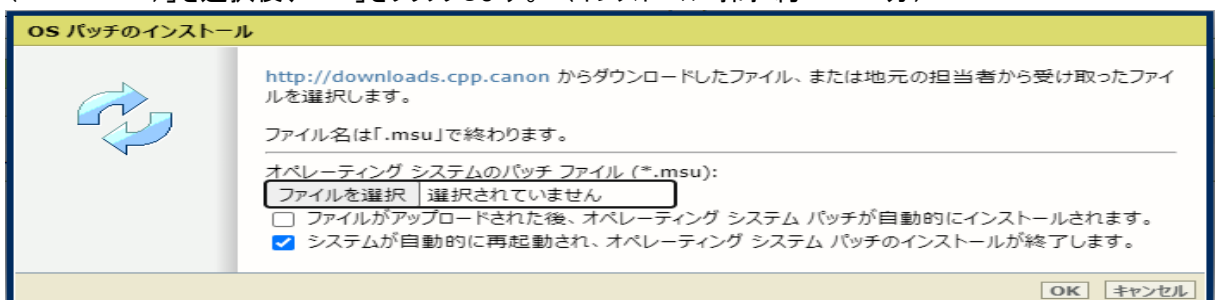 OS パッチのインストール
http://downloads.cpp.canon からダウンロードしたファイル、または地元の担当者から受け取ったファイ
ルを選択します。
ファイル名は「.msu」で終わります。
オペレーティング システムのパッチ ファイル (*.msu):
ファイルを選択 選択されていません
ファイルがアップロードされた後、オペレーティング システム パッチが自動的にインストールされます。
システムが自動的に再起動され、オペレーティング システム パッチのインストールが終了します。
OK キャンセル